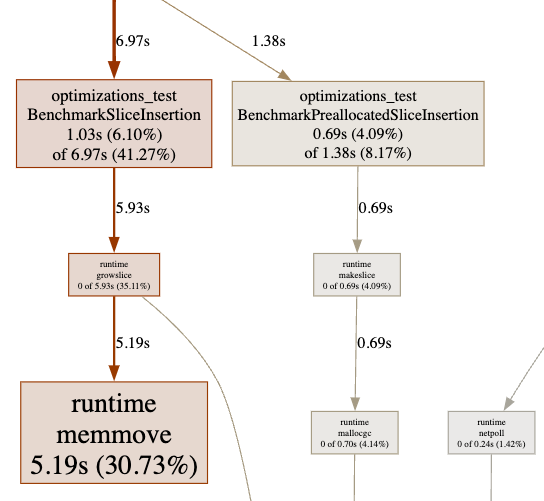 6.97s
1.38s
optimizations_test
BenchmarkSliceInsertion
1.03s (6.10%)
of 6.97s (41.27%)
optimizations_test
BenchmarkPreallocatedSliceInsertion
0.69s (4.09%)
of 1.38s (8.17%)
5.93s
0.69s
runtime
growslice
0 of 5.93s (35.11%)
runtime
makeslice
0 of 0.69s (4.09%)
5.19s
0.69s
runtime
memmove
5.19s (30.73%)
runtime
mallocgc
0 of 0.70s (4.14%)
runtime
netpoll
0 of 0.24s (1.42%)